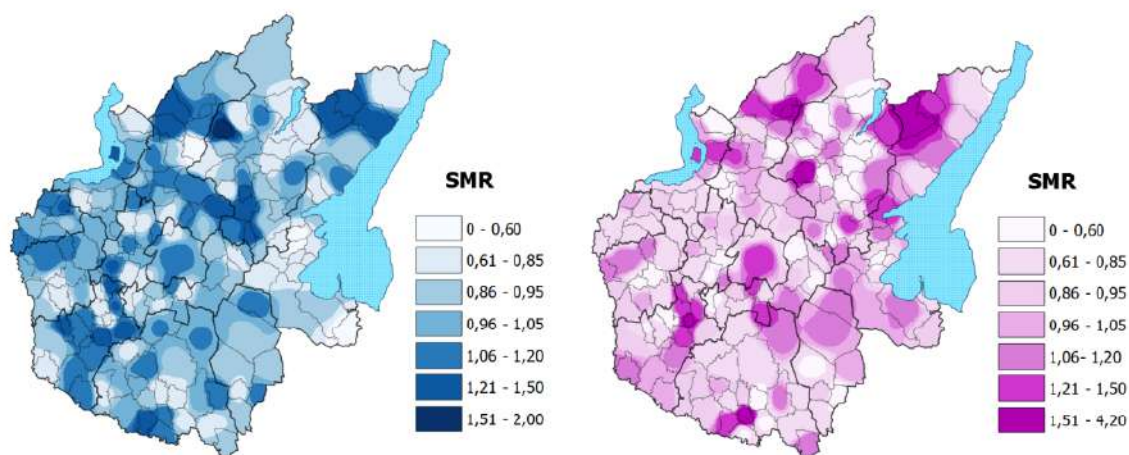 SMR
0 - 0,60
0,61 - 0,85
0,86 - 0,95
0,96 - 1,05
1,06 - 1,20
1,21 - 1,50
1,51 - 2,00
SMR
0 - 0,60
0,61 - 0,85
0,86 - 0,95
0,96 - 1,05
1,06- 1,20
1,21 - 1,50
1,51 - 4,20